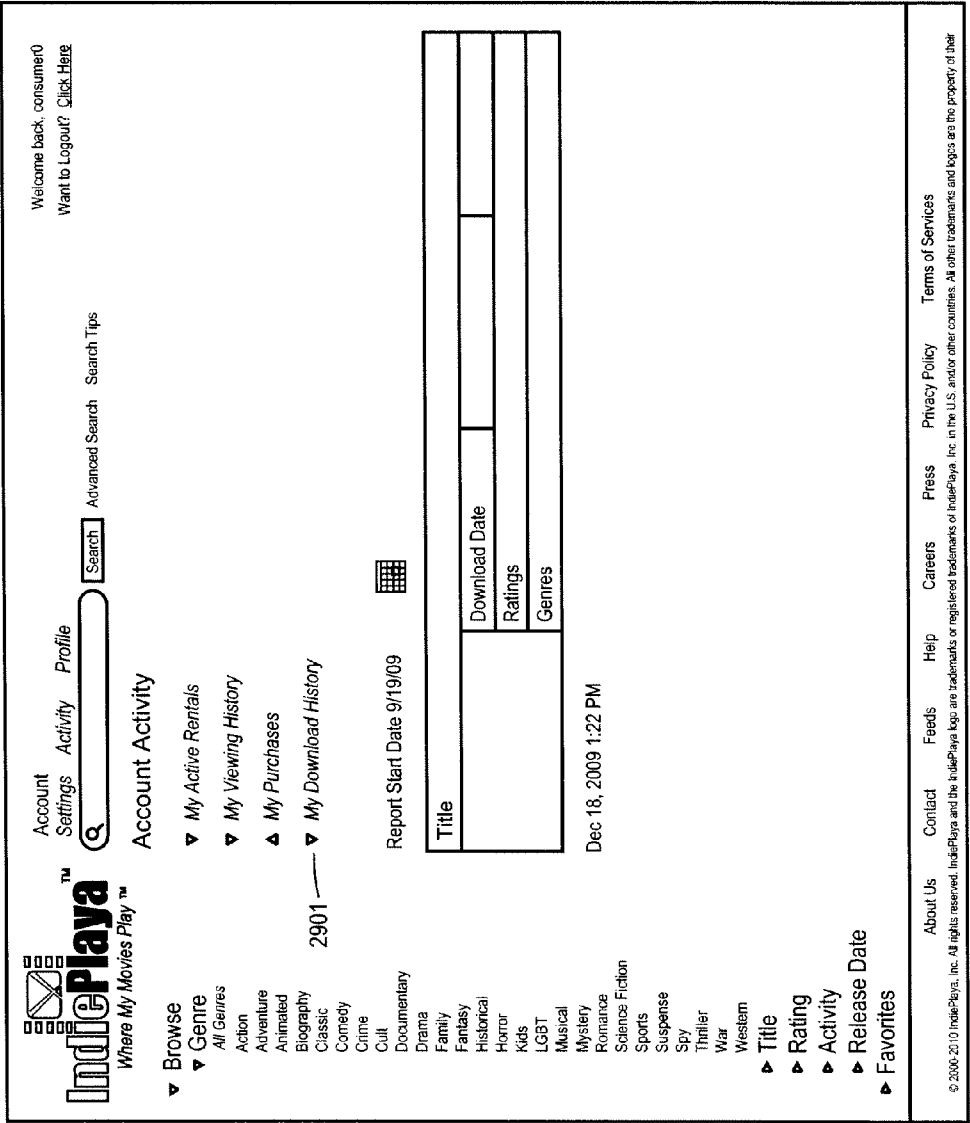 IndiePlaya ™
Where My Movies Play ™
Account
Settings Activity Profile
Search Advanced Search Search Tips
Welcome back, consumer0
Want to Logout? Click Here
Browse
Genre
All Genres
Action
Adventure
Animated
Biography
Classic
Comedy
Crime
Cult
Documentary
Drama
Family
Fantasy
Historical
Horror
Kids
LGBT
Musical
Mystery
Romance
Science Fiction
Sports
Suspense
Spy
Thriller
War
Western
Title
Rating
Activity
Release Date
Favorites
Account Activity
My Active Rentals
My Viewing History
My Purchases
2901
My Download History
Report Start Date 9/19/09
Title
Download Date
Ratings
Genres
Dec 18, 2009 1:22 PM
About Us Contact Feeds Help Careers Press Privacy Policy Terms of Services
© 2000-2010 IndiePlaya, Inc. All rights reserved. IndiePlaya and the IndiePlaya logo are trademarks or registered trademarks of IndiePlaya, Inc. in the U.S. and/or other countries. All other trademarks and logos are the property of their